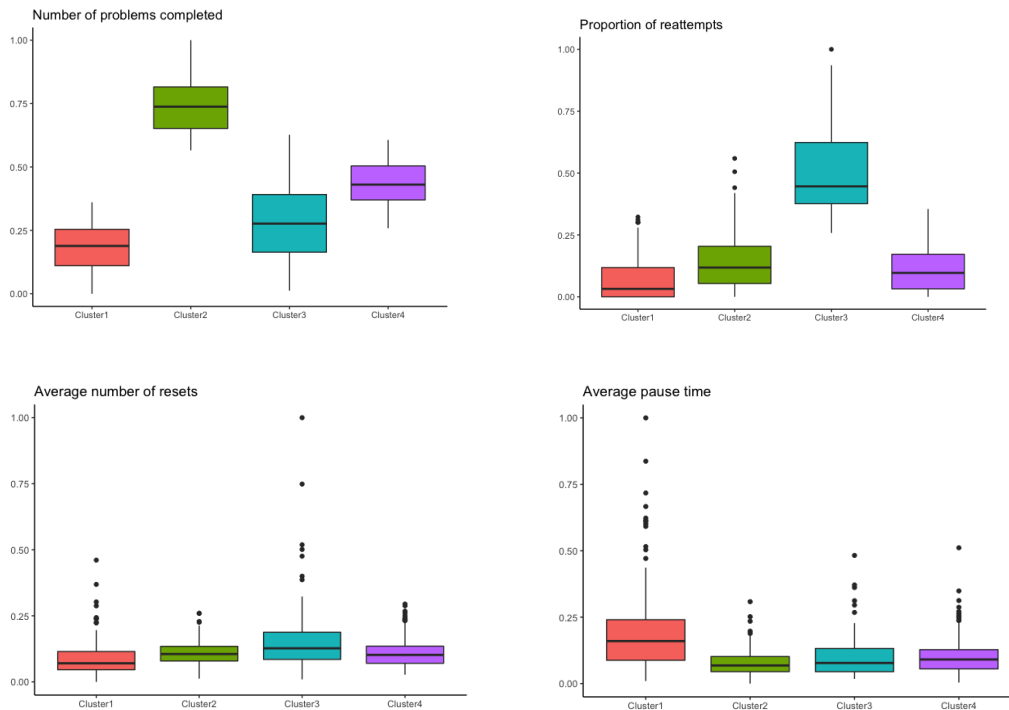 Number of problems completed
1.00
0.75
0.50
0.25
0.00
Cluster1 Cluster2 Cluster3 Cluster4
Proportion of reattempts
1.00
0.75
0.50
0.25
0.00
Cluster1 Cluster2 Cluster3 Cluster4
Average number of resets
1.00
0.75
0.50
0.25
0.00
Cluster1 Cluster2 Cluster3 Cluster4
Average pause time
1.00
0.75
0.50
0.25
0.00
Cluster1 Cluster2 Cluster3 Cluster4